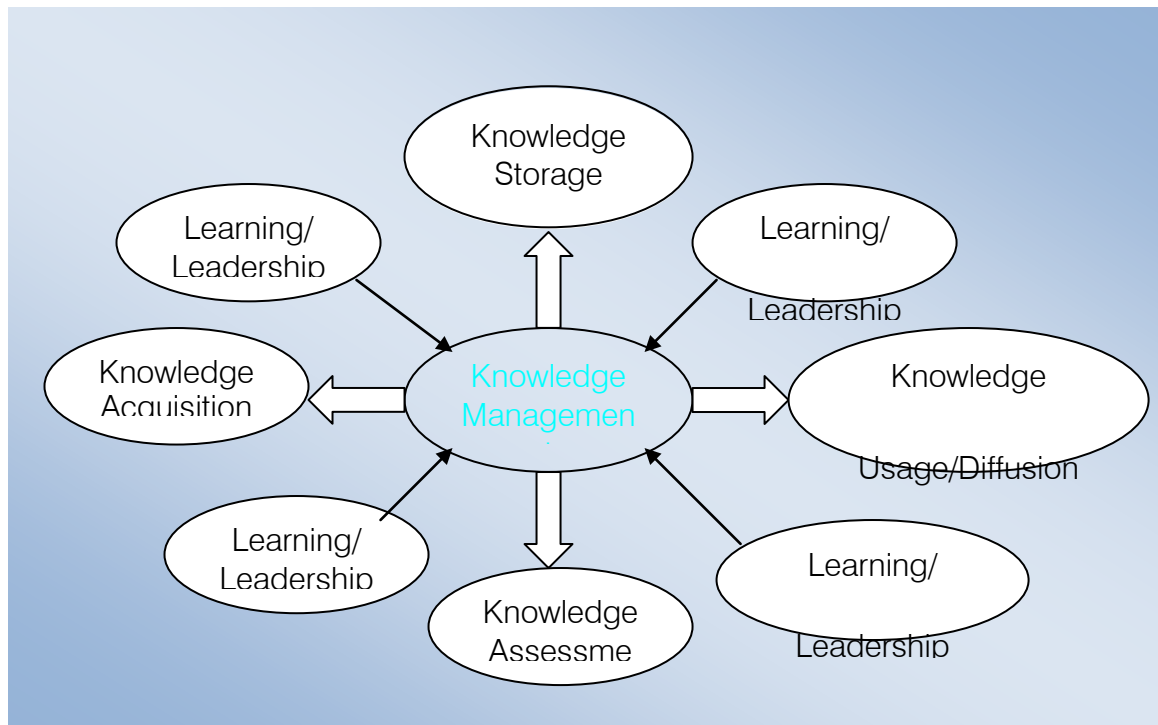 Knowledge
Storage
Learning/
Leadership
Learning/
Leadership
Knowledge
Acquisition
Knowledge
Managemen
Knowledge
Usage/Diffusion
Learning/
Leadership
Knowledge
Assessme
Learning/
Leadership